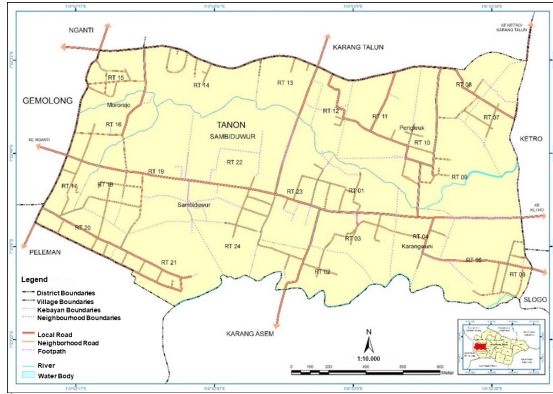 NGANTI
KARANG TALUN
KE KETRO/
KARANG TALUN
RT 15
RT 14
RT 13
RT 08
GEMOLONG
Mororejo
RT 12
RT 11
RT 07
RT 16
TANON
SAMBIDUWUR
RT 10
KETRO
KE NGANTI
RT 22
RT 09
RT 19
RT 17
RT 18
RT 23
RT 01
Sambiduwur
KE
RT 20
RT 24
RT 03
RT 04
Karangwuni
PELEMAN
RT 21
RT 02
RT 05
RT 06
SLOGO
Legend
District Boundaries
Village Boundaries
Kebayan Boundaries
Neighbourhood Boundaries
Local Road
Neighborhood Road
Footpath
River
Water Body
KARANG ASEM
N
1:10.000
Meter